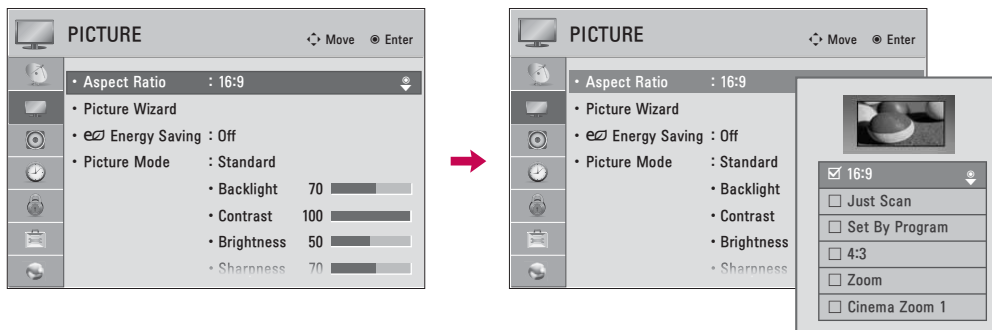 PICTURE
Move Enter
• Aspect Ratio : 16:9
• Picture Wizard
• Energy Saving : Off
• Picture Mode : Standard
• Backlight 70
• Contrast 100
• Brightness 50
• Sharpness 70
PICTURE
Move Enter
• Aspect Ratio : 16:9
• Picture Wizard
• Energy Saving : Off
• Picture Mode : Standard
• Backlight
• Contrast
• Brightness
• Sharpness
16:9
Just Scan
Set By Program
4:3
Zoom
Cinema Zoom 1